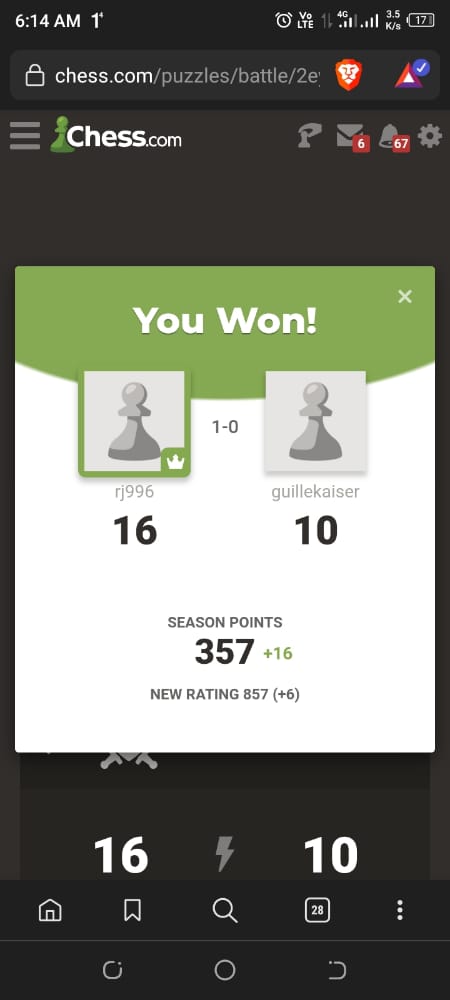 6:14 AM 1
Vo LTE 4G 3.5 K/s 17
chess.com/puzzles/battle/2e
Chess.com
6 67
You Won!
1-0
rj996 guillekaiser
16 10
SEASON POINTS
357 +16
NEW RATING 857 (+6)
16 10
28